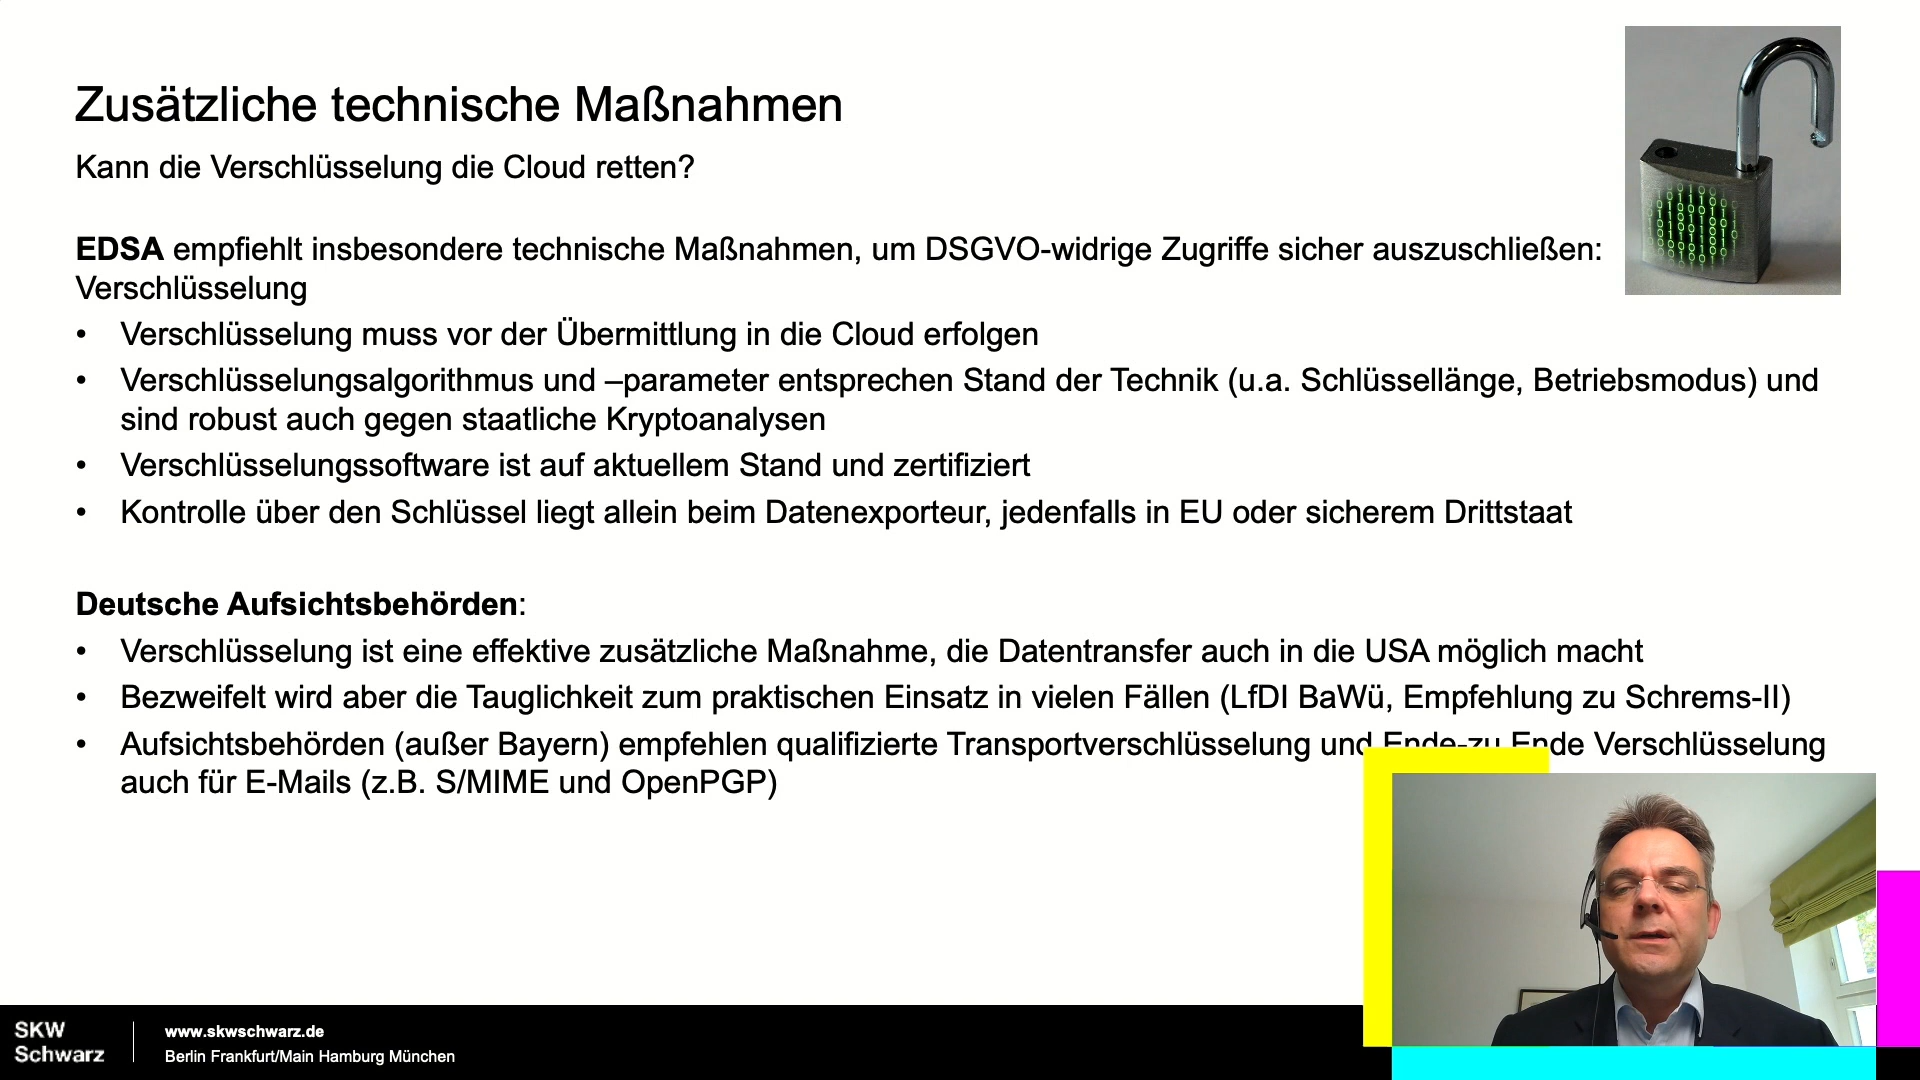 Zusätzliche technische Maßnahmen
Kann die Verschlüsselung die Cloud retten?
EDSA empfiehlt insbesondere technische Maßnahmen, um DSGVO-widrige Zugriffe sicher auszuschließen:
Verschlüsselung
• Verschlüsselung muss vor der Übermittlung in die Cloud erfolgen
• Verschlüsselungsalgorithmus und –parameter entsprechen Stand der Technik (u.a. Schlüssellänge, Betriebsmodus) und
sind robust auch gegen staatliche Kryptoanalysen
• Verschlüsselungssoftware ist auf aktuellem Stand und zertifiziert
• Kontrolle über den Schlüssel liegt allein beim Datenexporteur, jedenfalls in EU oder sicherem Drittstaat
Deutsche Aufsichtsbehörden:
• Verschlüsselung ist eine effektive zusätzliche Maßnahme, die Datentransfer auch in die USA möglich macht
• Bezweifelt wird aber die Tauglichkeit zum praktischen Einsatz in vielen Fällen (LfDI BaWü, Empfehlung zu Schrems-II)
• Aufsichtsbehörden (außer Bayern) empfehlen qualifizierte Transportverschlüsselung und Ende-zu Ende Verschlüsselung
auch für E-Mails (z.B. S/MIME und OpenPGP)
SKW
Schwarz
www.skwschwarz.de
Berlin Frankfurt/Main Hamburg München